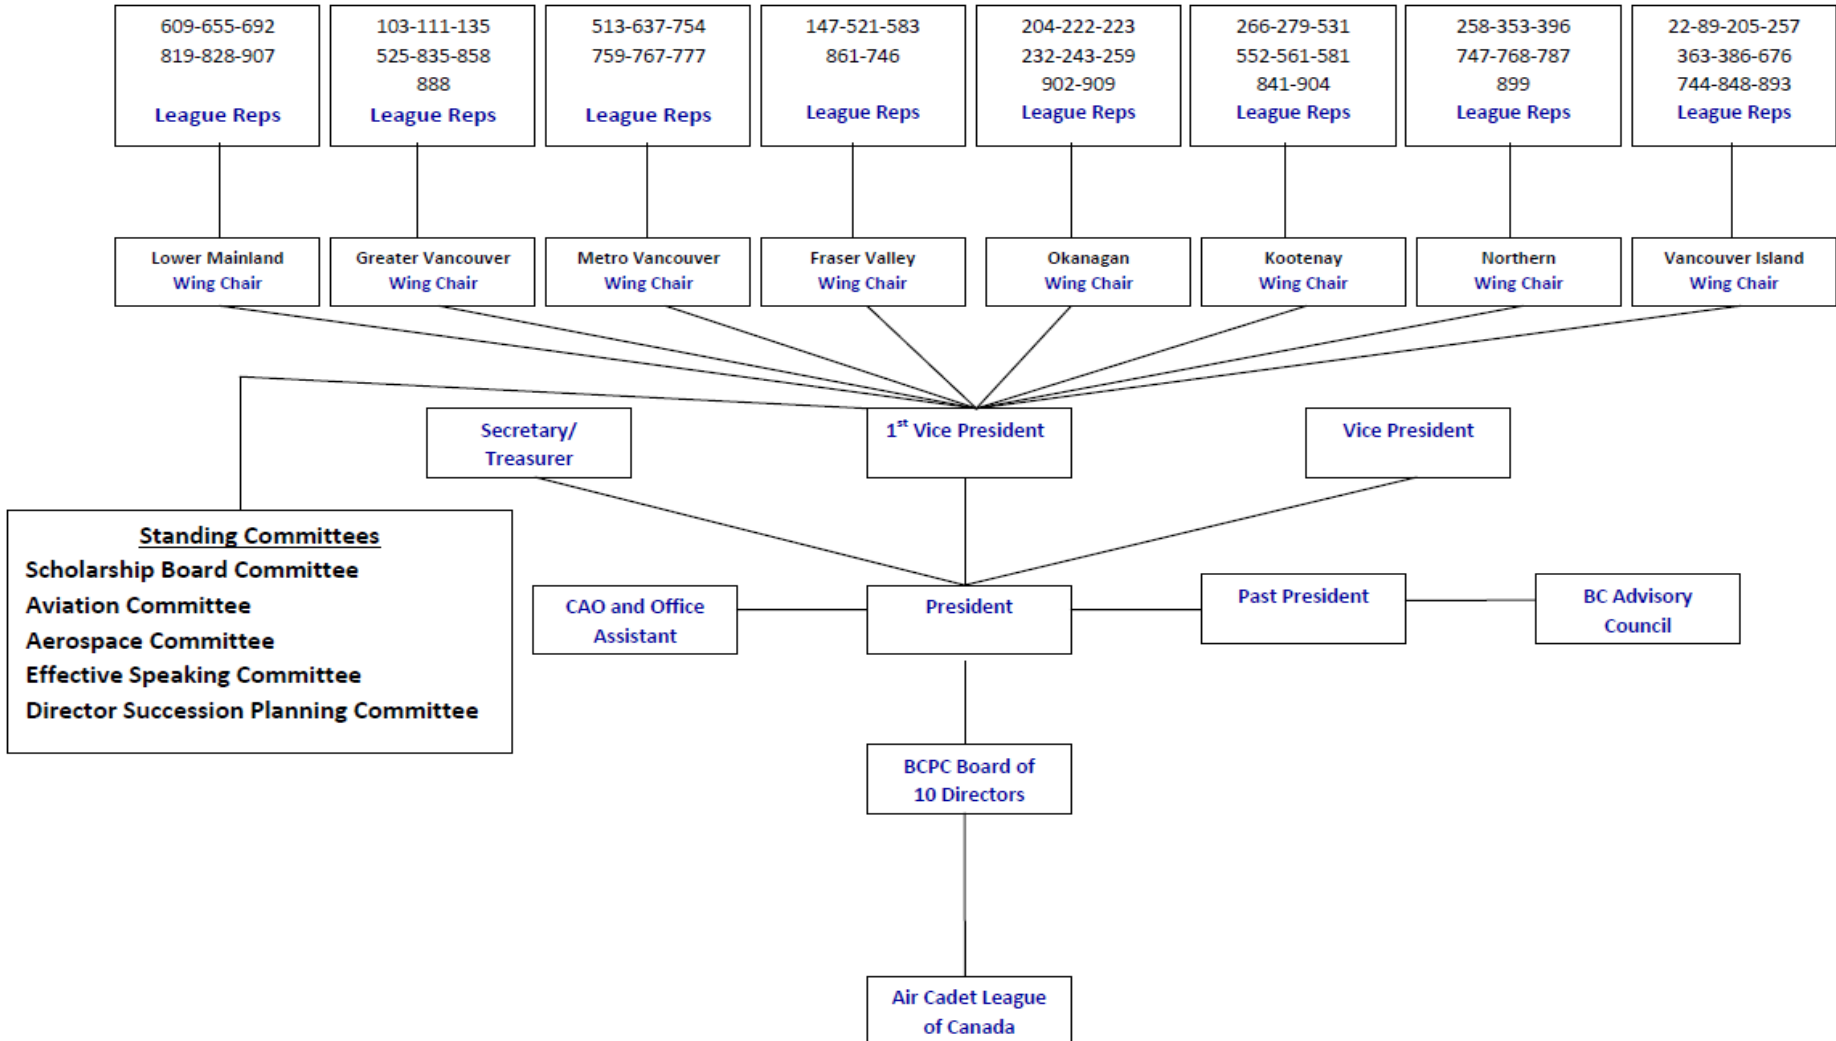 609-655-692
819-828-907
League Reps
103-111-135
525-835-858
888
League Reps
513-637-754
759-767-777
League Reps
147-521-583
861-746
League Reps
204-222-223
232-243-259
902-909
League Reps
266-279-531
552-561-581
841-904
League Reps
258-353-396
747-768-787
899
League Reps
22-89-205-257
363-386-676
744-848-893
League Reps
Lower Mainland
Wing Chair
Greater Vancouver
Wing Chair
Metro Vancouver
Wing Chair
Fraser Valley
Wing Chair
Okanagan
Wing Chair
Kootenay
Wing Chair
Northern
Wing Chair
Vancouver Island
Wing Chair
Secretary/
Treasurer
1st Vice President
Vice President
Standing Committees
Scholarship Board Committee
Aviation Committee
Aerospace Committee
Effective Speaking Committee
Director Succession Planning Committee
CAO and Office
Assistant
President
Past President
BC Advisory
Council
BCPC Board of
10 Directors
Air Cadet League
of Canada